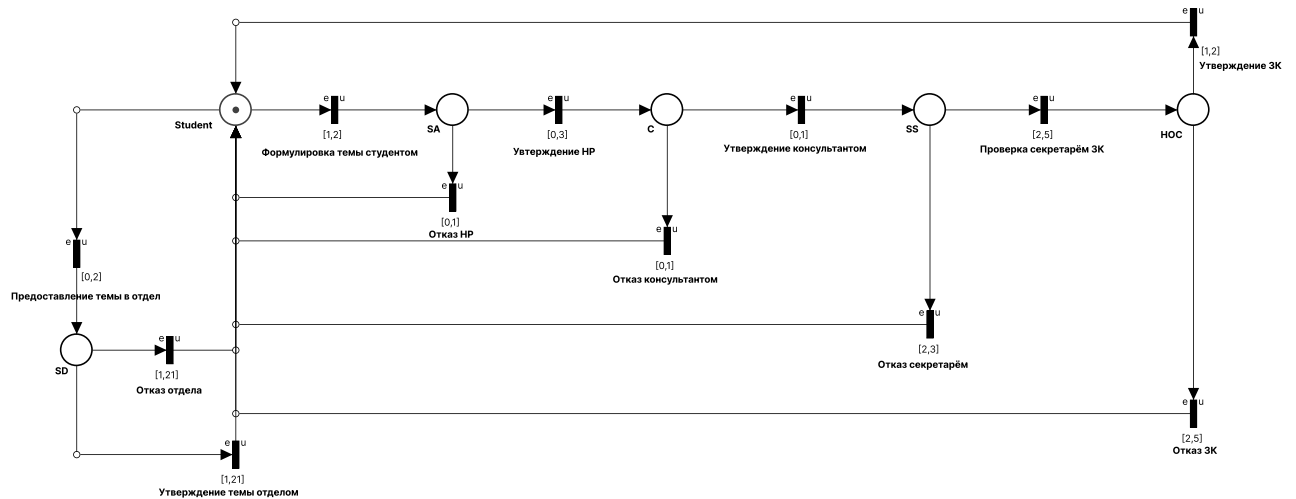 e u
[1,2]
Утверждение ЗК
e u
e u
e u
e u
Student
SA
C
SS
HOC
[1,2]
[0,3]
[0,1]
[2,5]
Формулировка темы студентом
Увтерждение НР
Утверждение консультантом
Проверка секретарём ЗК
e u
[0,1]
Отказ НР
e u
e u
[0,2]
[0,1]
Отказ консультантом
Предоставление темы в отдел
e u
e u
[2,3]
Отказ секретарём
SD
[1,21]
Отказ отдела
e u
[2,5]
Отказ ЗК
e u
[1,21]
Утверждение темы отделом